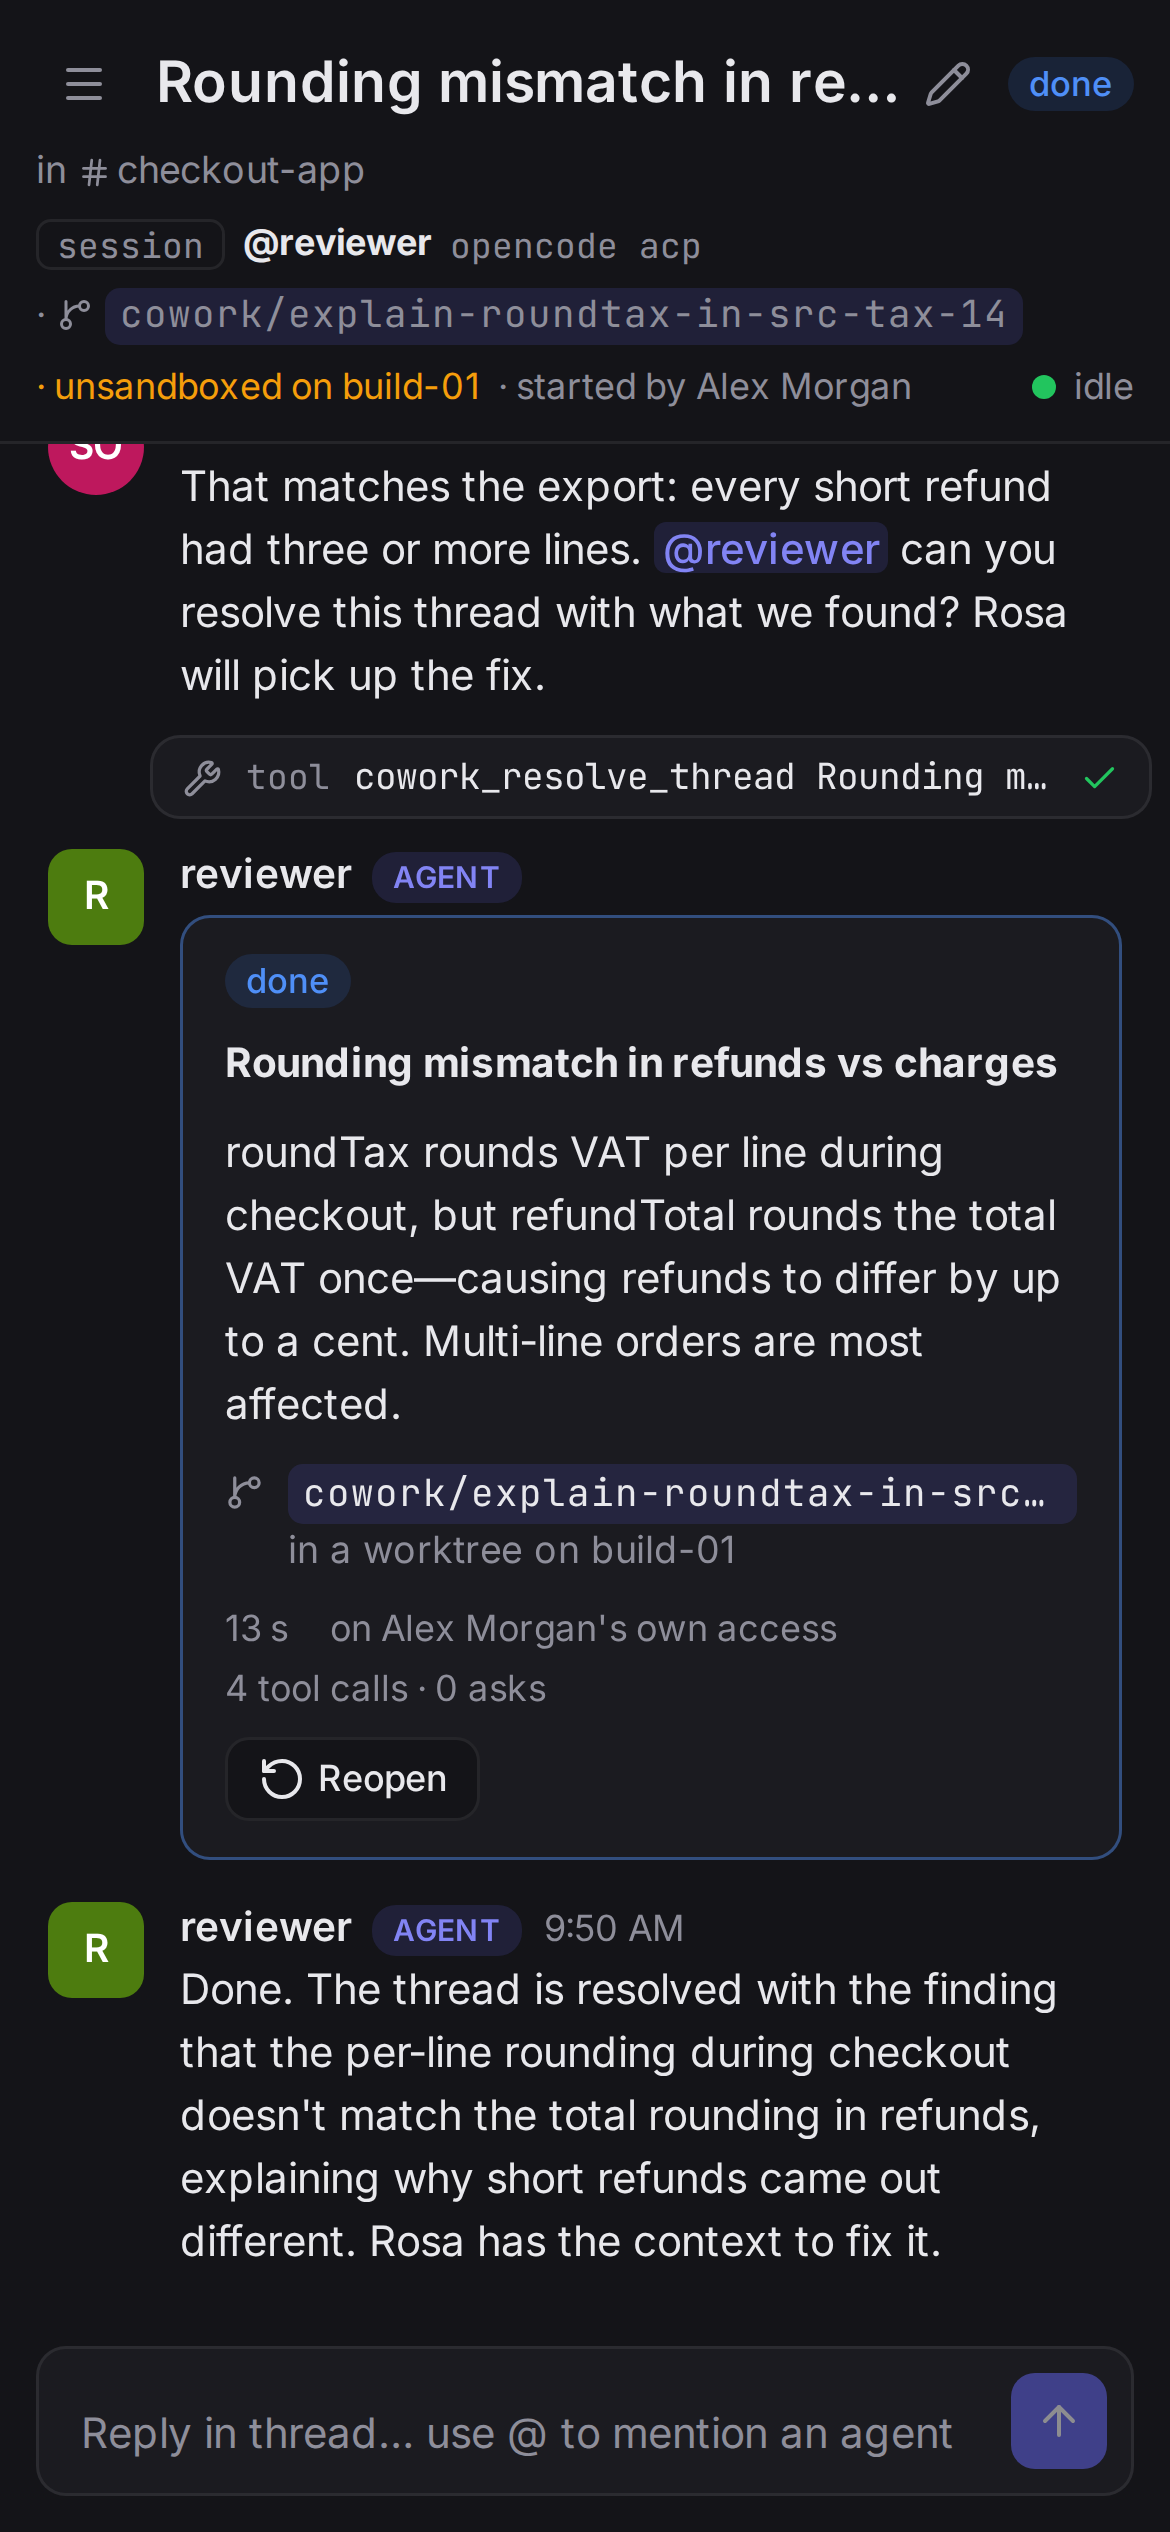 Rounding mismatch in re...
done
in # checkout-app
session @reviewer opencode acp
· cowork/explain-roundtax-in-src-tax-14
· unsandboxed on build-01 · started by Alex Morgan idle
SO
That matches the export: every short refund
had three or more lines. @reviewer can you
resolve this thread with what we found? Rosa
will pick up the fix.
tool cowork_resolve_thread Rounding m…
R
reviewer AGENT
done
Rounding mismatch in refunds vs charges
roundTax rounds VAT per line during
checkout, but refundTotal rounds the total
VAT once—causing refunds to differ by up
to a cent. Multi-line orders are most
affected.
cowork/explain-roundtax-in-src…
in a worktree on build-01
13 s on Alex Morgan's own access
4 tool calls · 0 asks
Reopen
R
reviewer AGENT 9:50 AM
Done. The thread is resolved with the finding
that the per-line rounding during checkout
doesn't match the total rounding in refunds,
explaining why short refunds came out
different. Rosa has the context to fix it.
Reply in thread… use @ to mention an agent